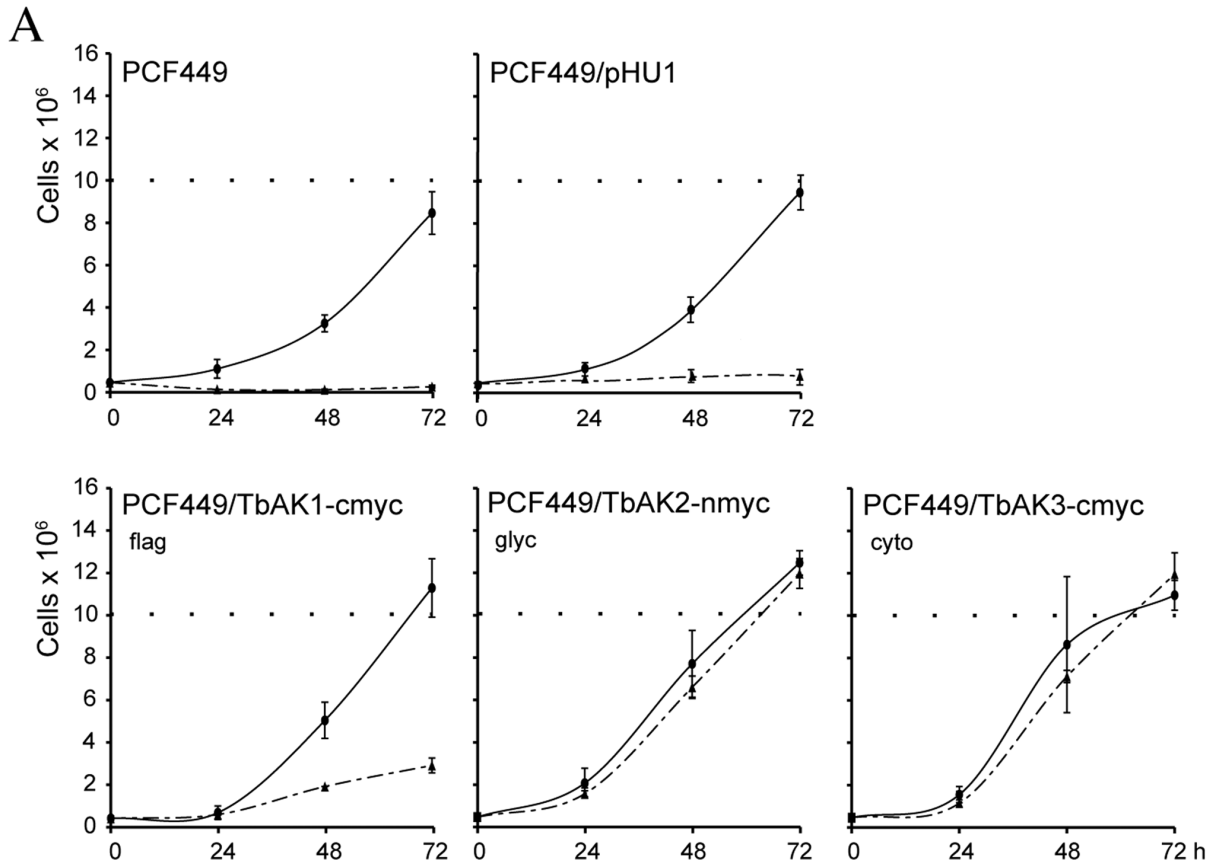 A
PCF449
PCF449/pHU1
Cells x 10⁶
16
14
12
10
8
6
4
2
0
0 24 48 72
0 24 48 72
PCF449/TbAK1-cmyc
flag
PCF449/TbAK2-nmyc
glyc
PCF449/TbAK3-cmyc
cyto
Cells x 10⁶
16
14
12
10
8
6
4
2
0
0 24 48 72
0 24 48 72
0 24 48 72 h